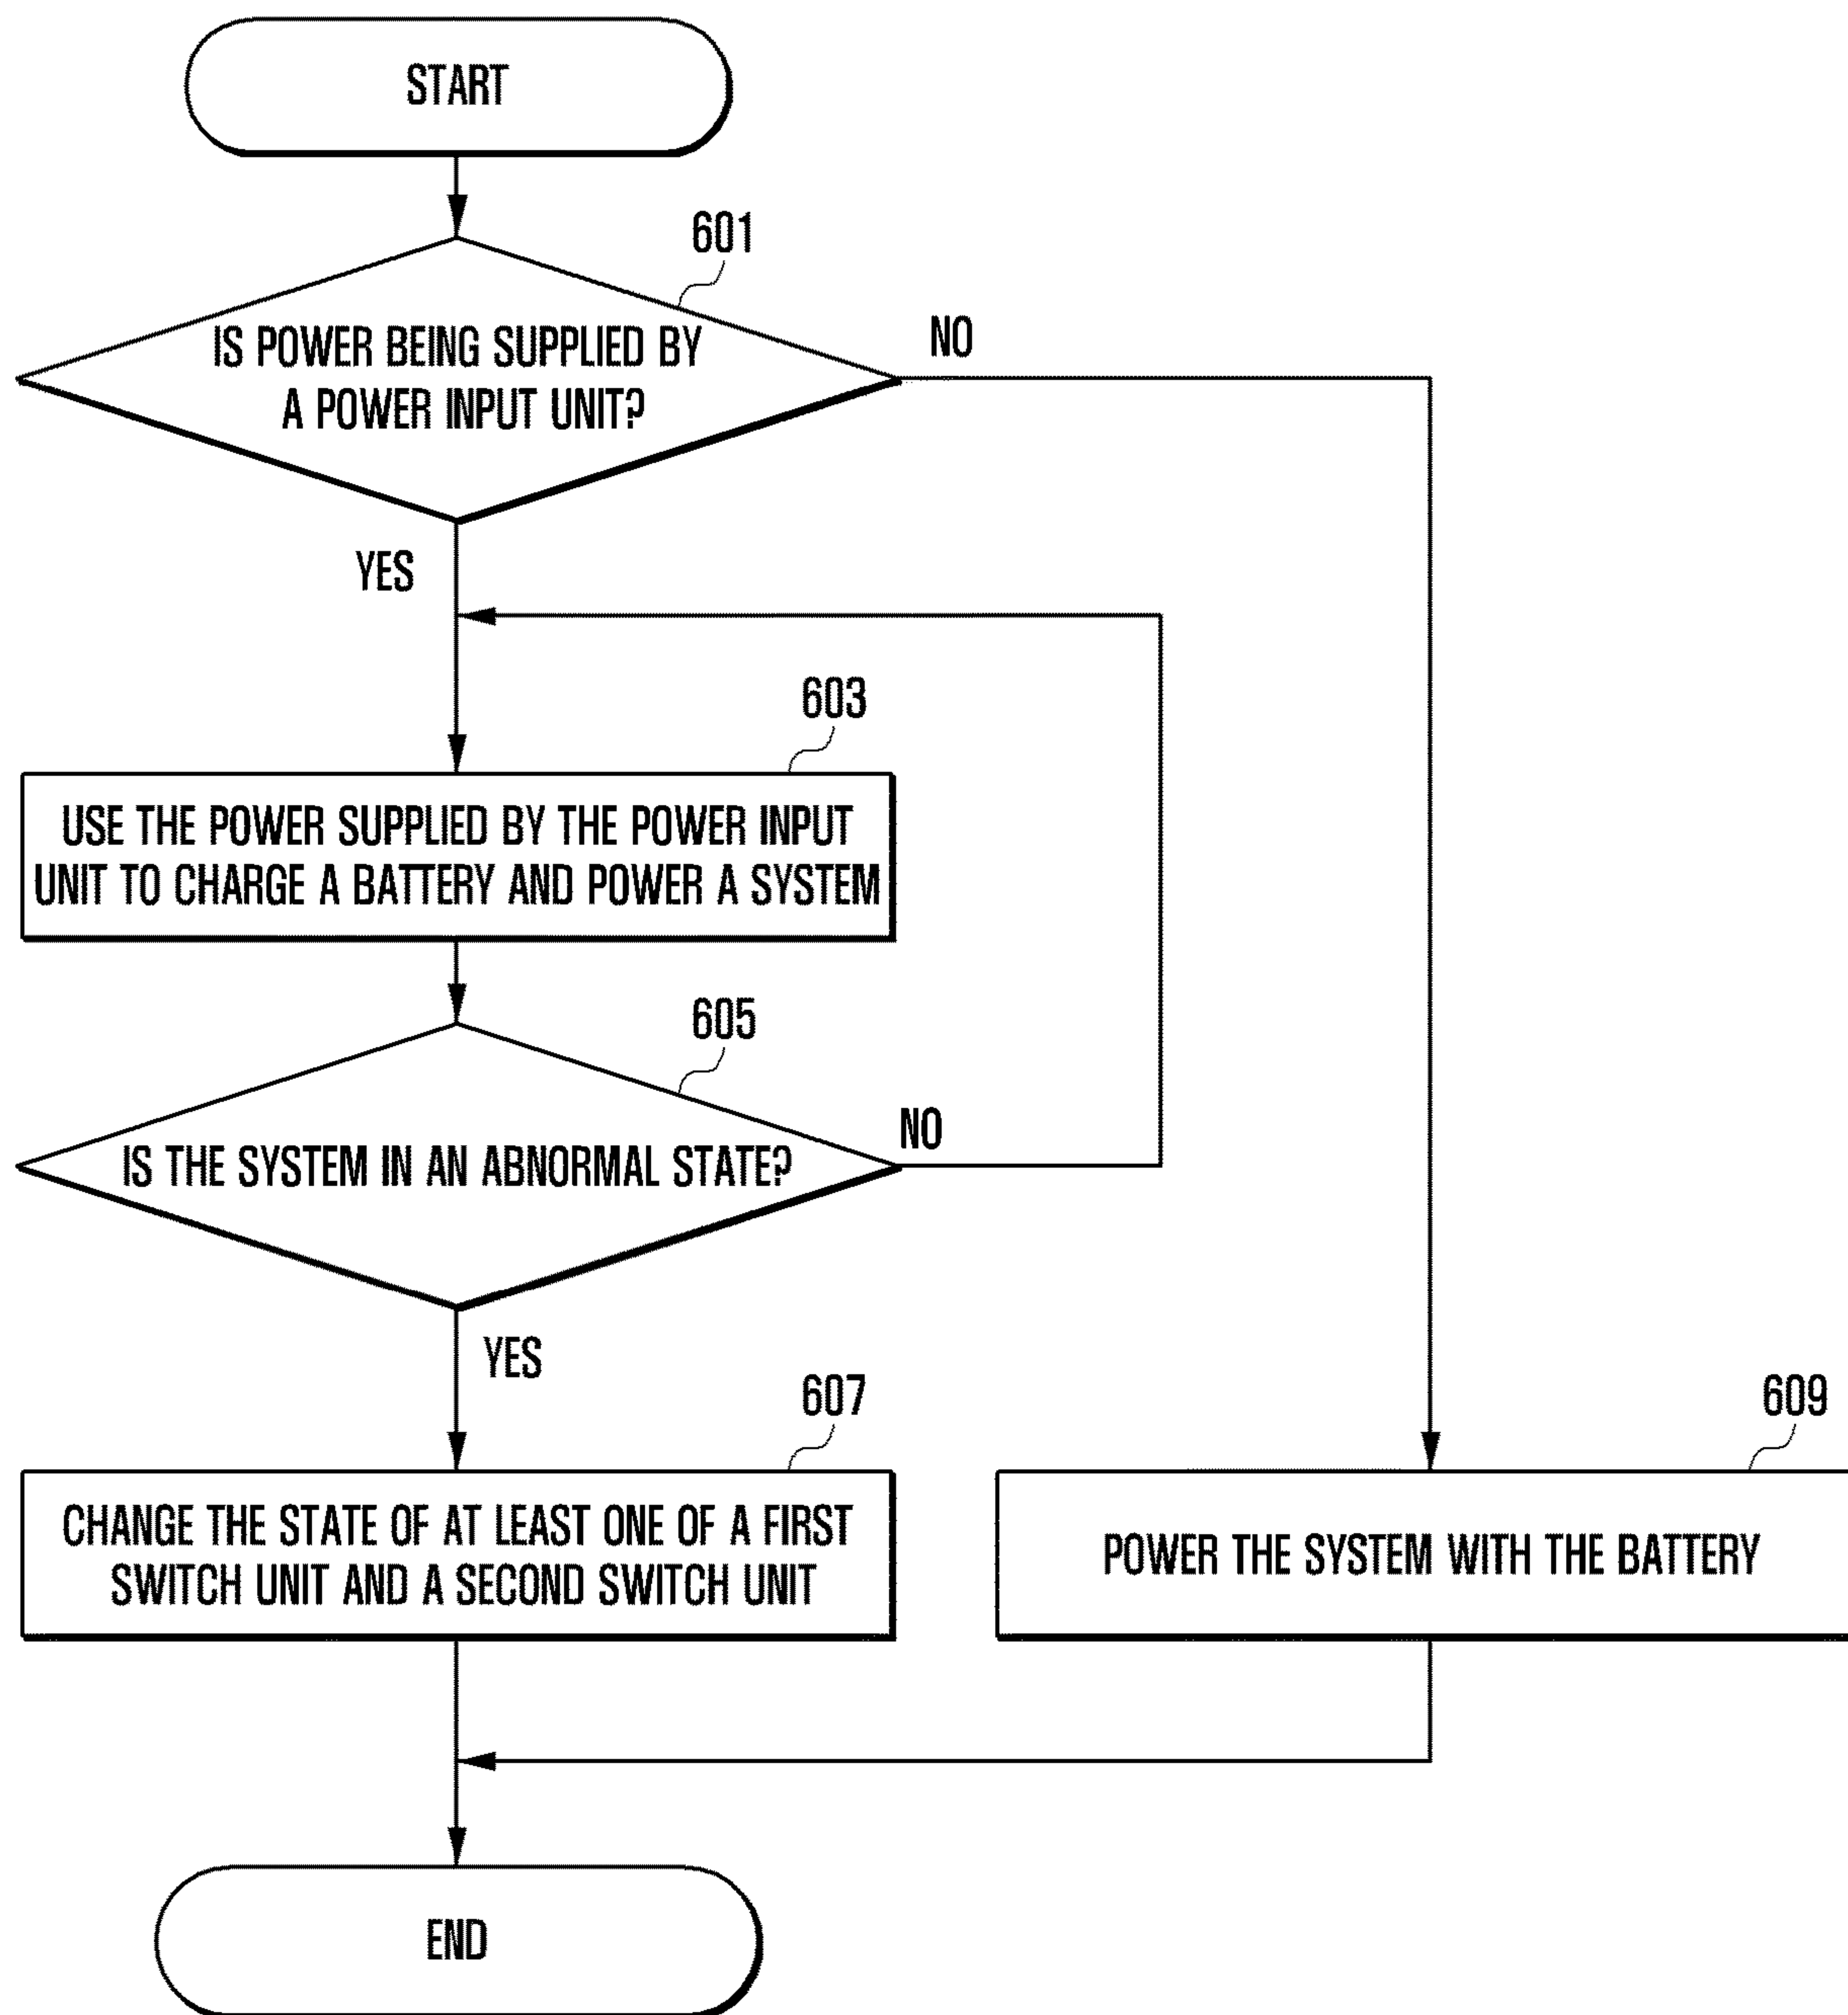 START
601
IS POWER BEING SUPPLIED BY
A POWER INPUT UNIT?
NO
YES
603
USE THE POWER SUPPLIED BY THE POWER INPUT
UNIT TO CHARGE A BATTERY AND POWER A SYSTEM
605
IS THE SYSTEM IN AN ABNORMAL STATE?
NO
YES
607
CHANGE THE STATE OF AT LEAST ONE OF A FIRST
SWITCH UNIT AND A SECOND SWITCH UNIT
609
POWER THE SYSTEM WITH THE BATTERY
END